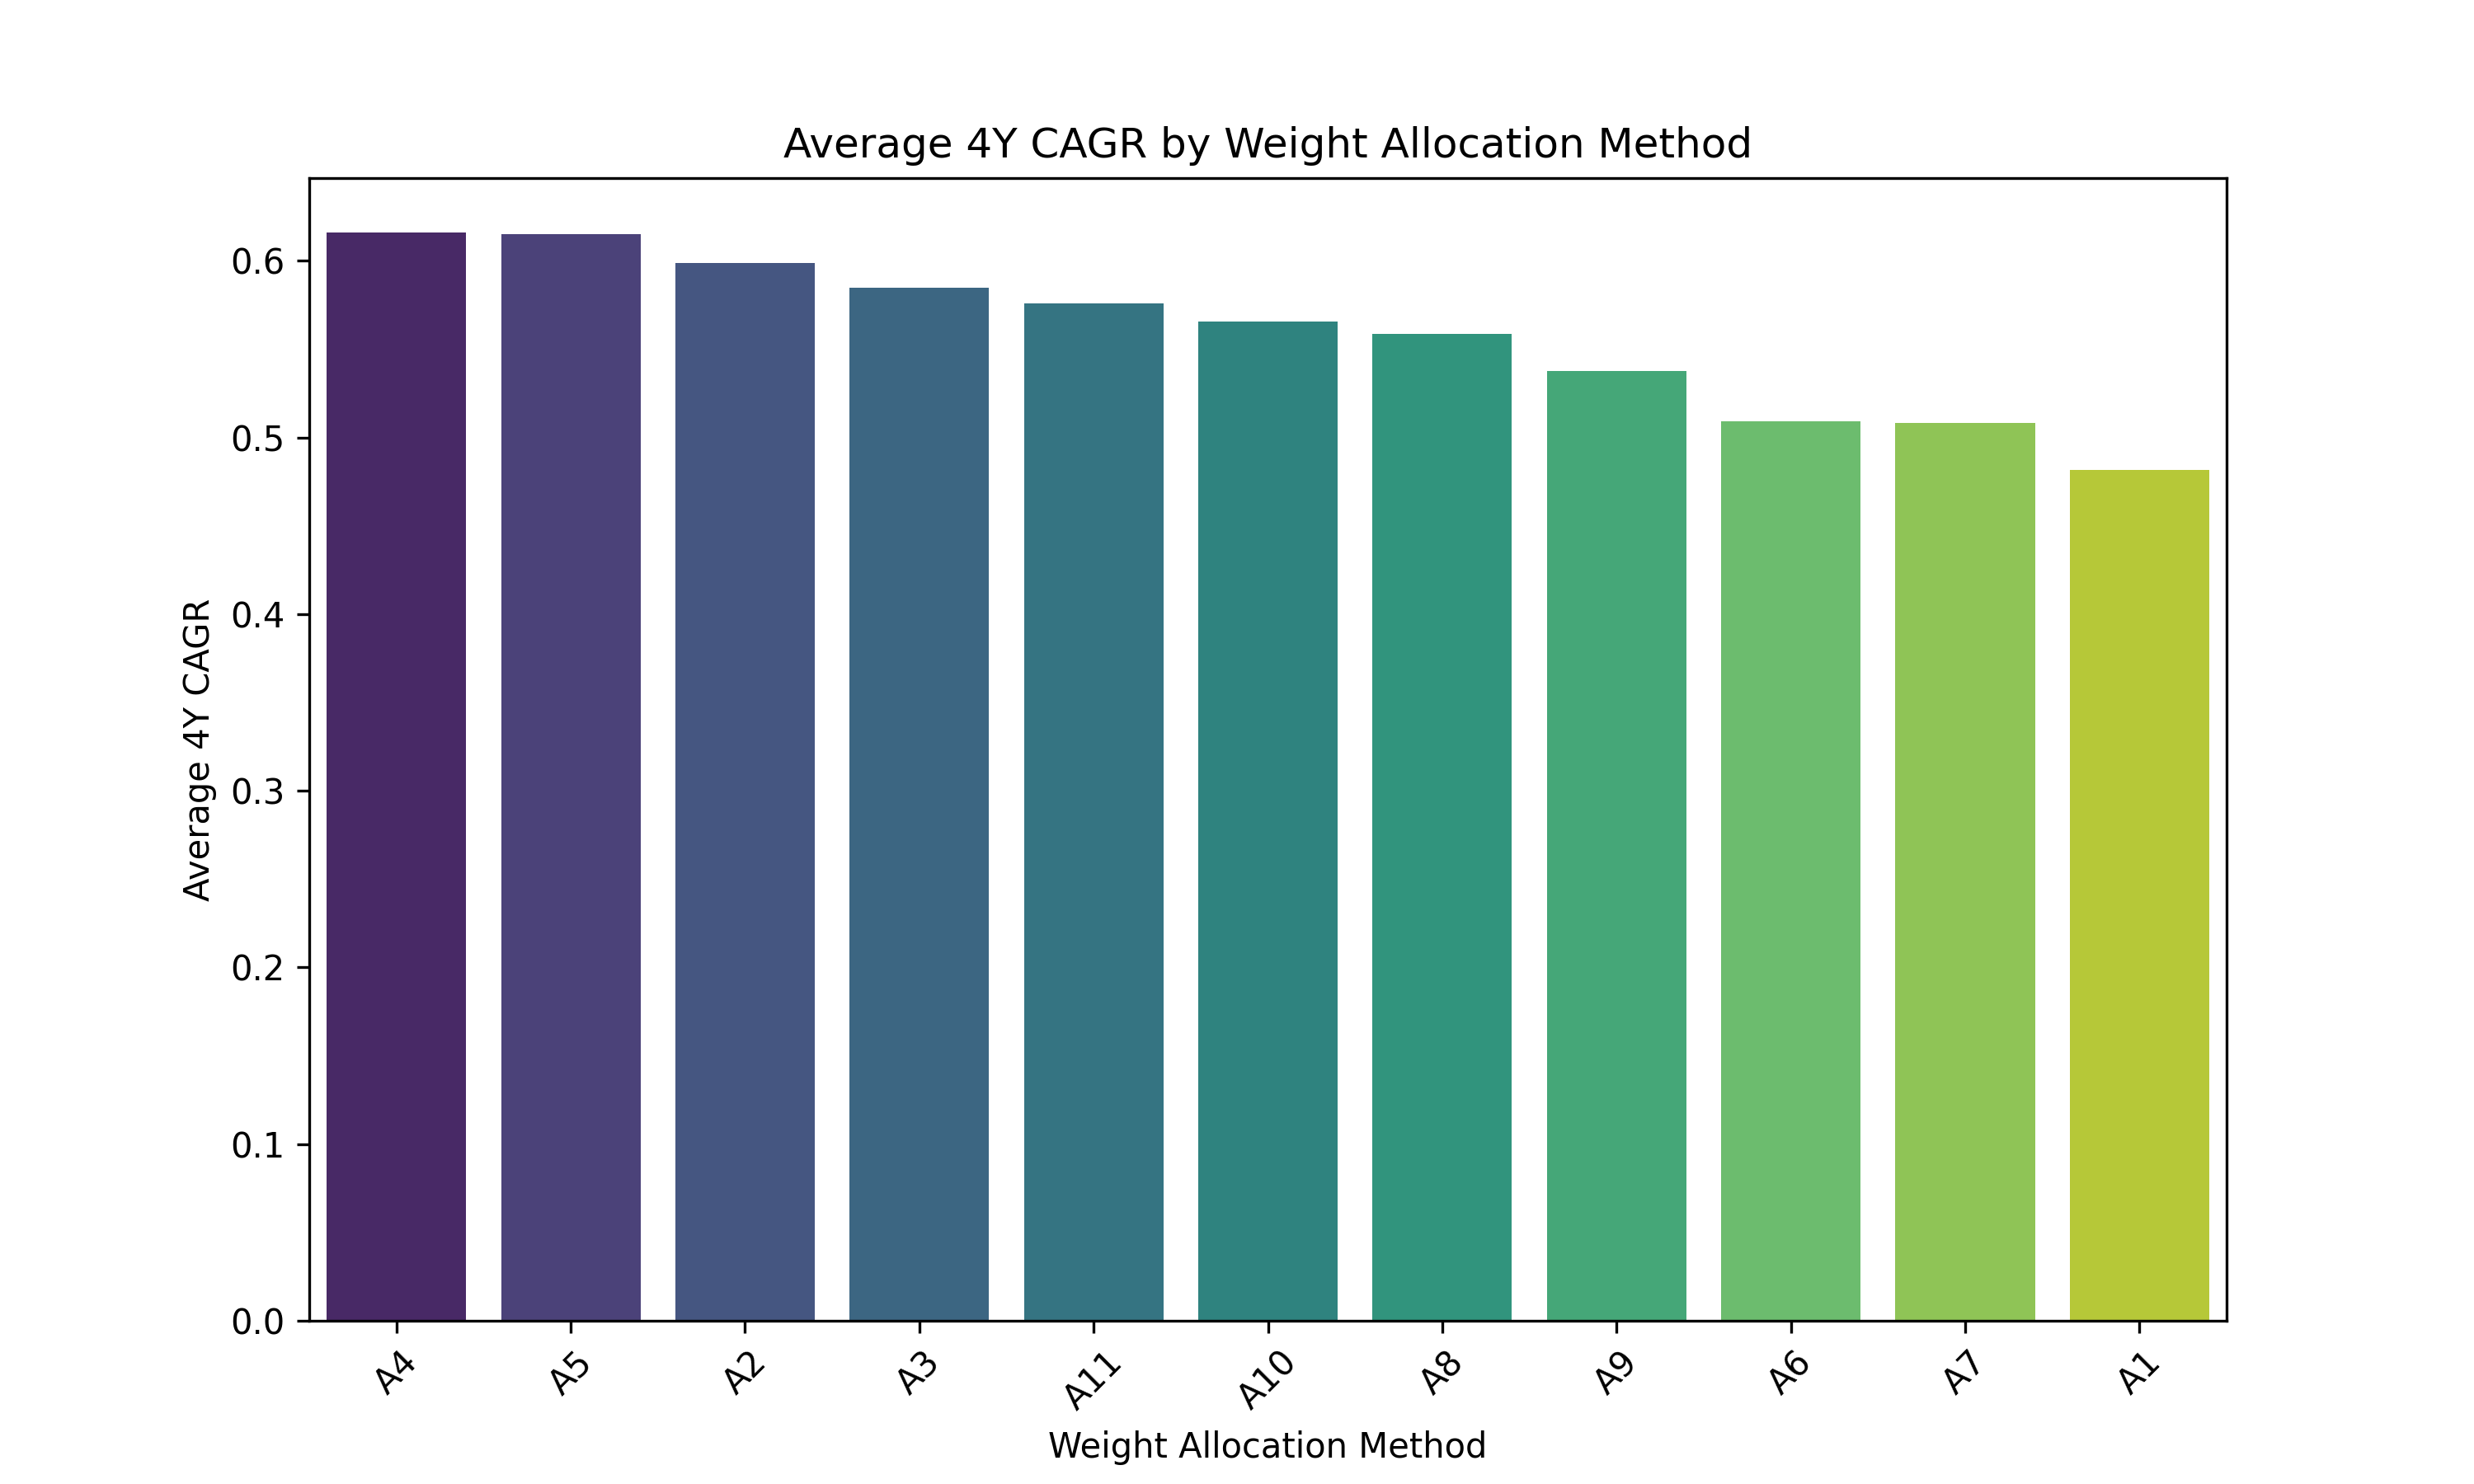 Average 4Y CAGR by Weight Allocation Method
Average 4Y CAGR
0.6
0.5
0.4
0.3
0.2
0.1
0.0
A4 A5 A2 A3 A11 A10 A8 A9 A6 A7 A1
Weight Allocation Method